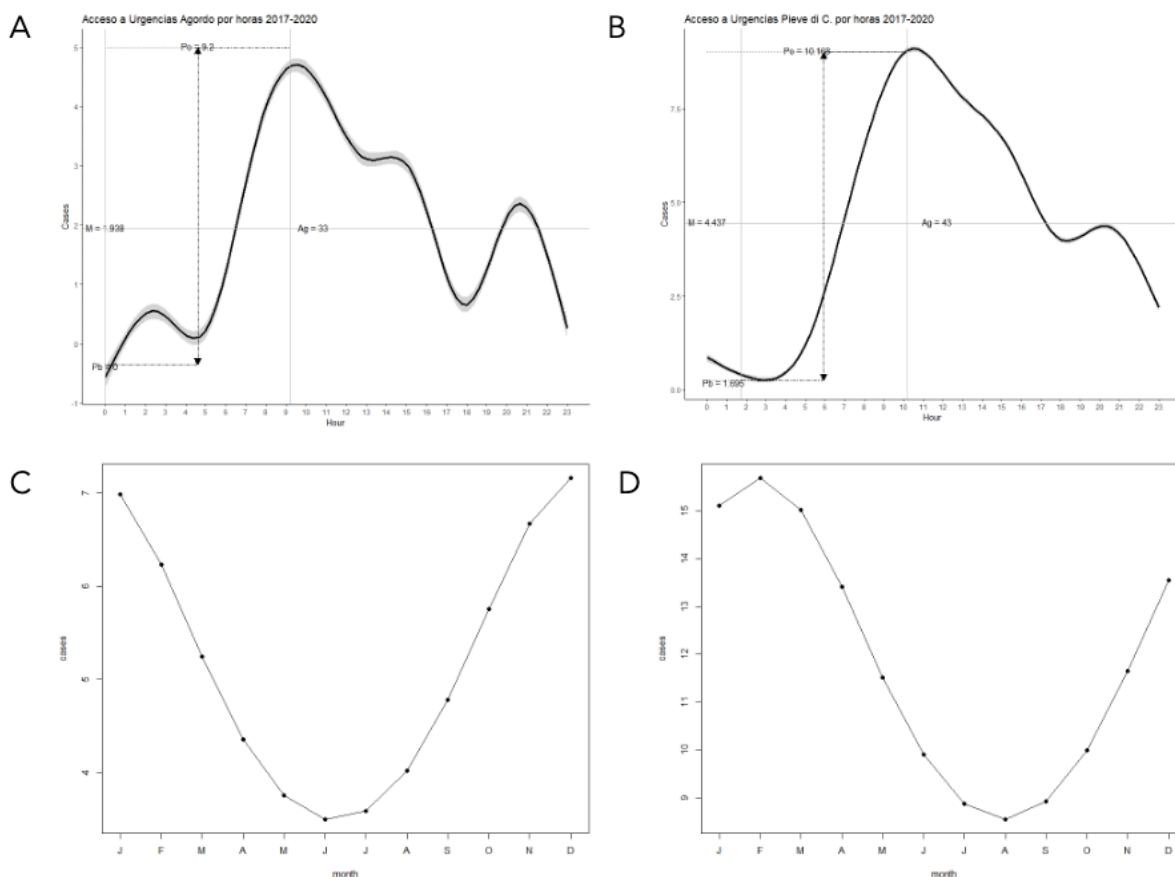 A
Acceso a Urgencias Agordo por horas 2017-2020
Po = 9.2
M = 1.938
Ag = 33
Pb = 0
Cases
5
4
3
2
1
0
-1
0 1 2 3 4 5 6 7 8 9 10 11 12 13 14 15 16 17 18 19 20 21 22 23
Hour
B
Acceso a Urgencias Pieve di C. por horas 2017-2020
Po = 10.168
M = 4.437
Ag = 43
Pb = 1.695
Cases
7.5
5.0
2.5
0.0
0 1 2 3 4 5 6 7 8 9 10 11 12 13 14 15 16 17 18 19 20 21 22 23
Hour
C
cases
7
6
5
4
J F M A M J J A S O N D
month
D
cases
15
14
13
12
11
10
9
J F M A M J J A S O N D
month